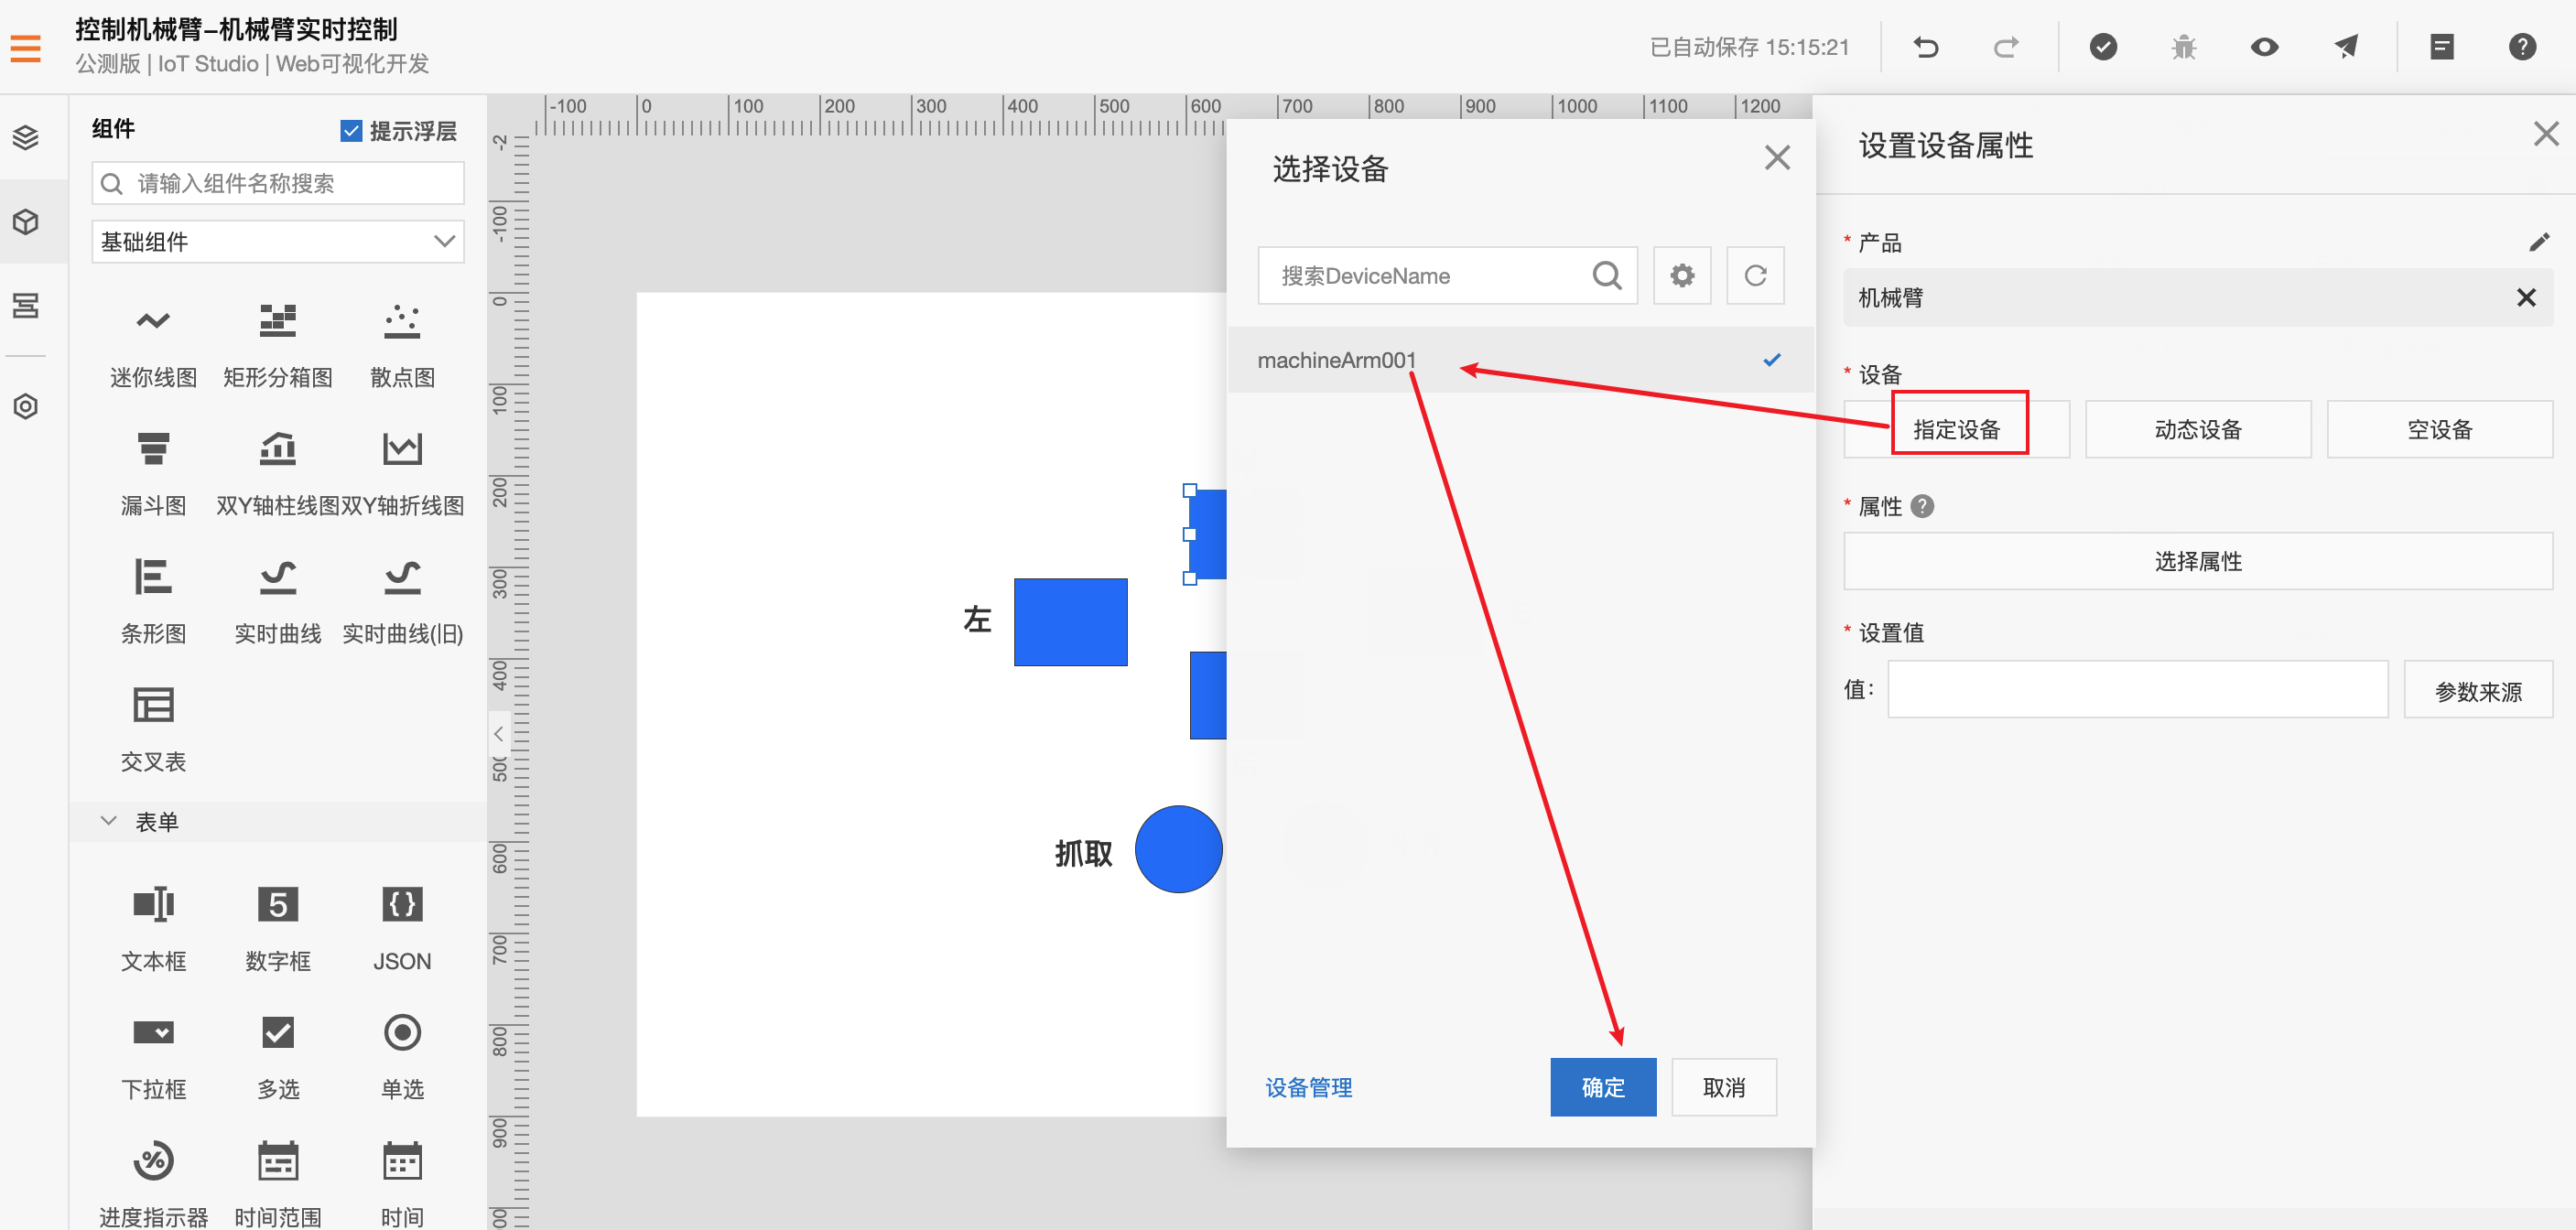 控制机械臂-机械臂实时控制
公测版 | IoT Studio | Web可视化开发
已自动保存 15:15:21
组件
提示浮层
请输入组件名称搜索
基础组件
迷你线图
矩形分箱图
散点图
漏斗图
双Y轴柱线图
双Y轴折线图
条形图
实时曲线
实时曲线(旧)
交叉表
表单
文本框
数字框
JSON
下拉框
多选
单选
进度指示器
时间范围
时间
-100 0 100 200 300 400 500 600 700 800 900 1000 1100 1200
-2
-100
0
100
200
300
400
500
600
700
800
900
00
左
抓取
选择设备
搜索DeviceName
machineArm001
设备管理
确定
取消
设置设备属性
* 产品
机械臂
* 设备
指定设备
动态设备
空设备
* 属性 ?
选择属性
* 设置值
值:
参数来源